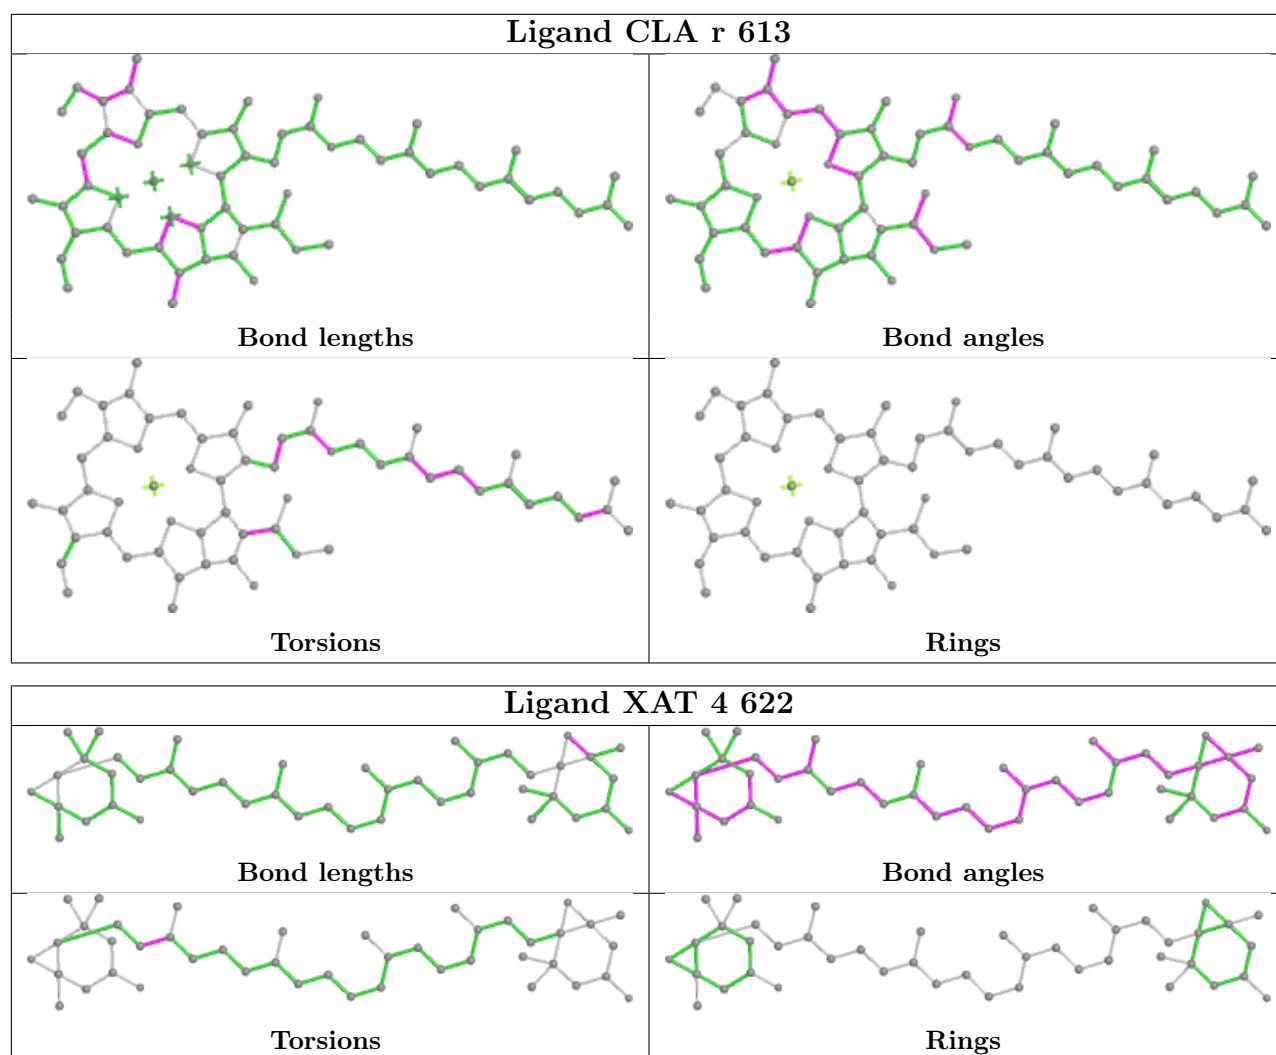 Ligand CLA r 613
Bond lengths
Bond angles
Torsions
Rings
Ligand XAT 4 622
Bond lengths
Bond angles
Torsions
Rings